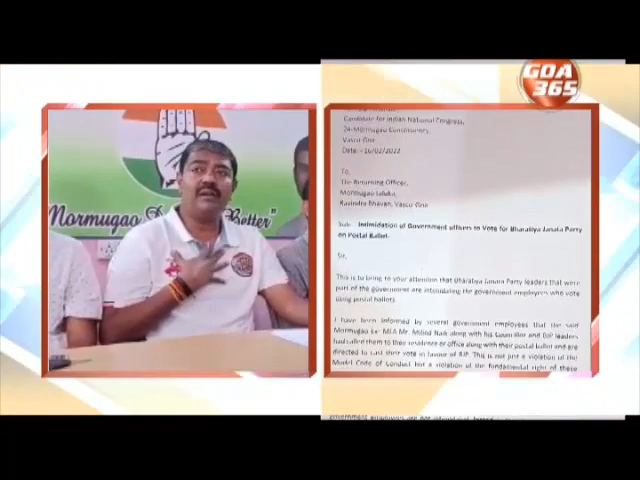 GOA
365
Candidate for Indian National Congress,
24-Mormugao Constituency,
Vasco Goa
Date: - 16/02/2022
To,
The Returning Officer,
Mormugao taluka,
Ravindra Bhavan, Vasco Goa
Sub: Intimidation of Government officers to Vote for Bharatiya Janata Party
on Postal Ballot.
Sir,
This is to bring to your attention that Bharatiya Janata Party leaders that were
part of the government are intimidating the government employees who vote
using postal ballots
I have been informed by several government employees that the said
Mormugao Ex- MLA Mr. Milind Naik along with his Councillor and BJP leaders
had called them to their residence or office along with their postal ballot and are
directed to cast their vote in favour of BJP. This is not just a violation of the
Model Code of Conduct but a violation of the fundamental right of these
Mormugao
Better"